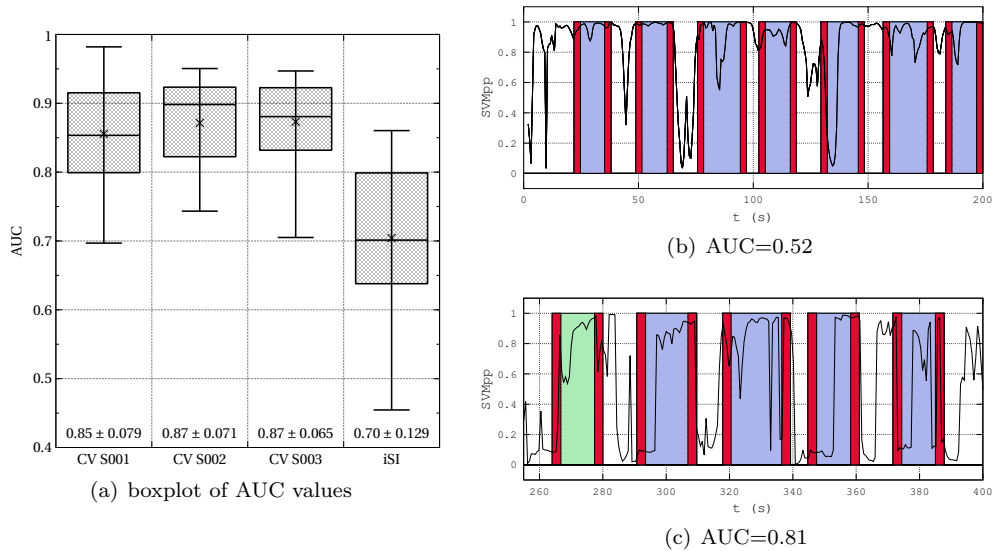 1
0.9
0.8
0.7
0.6
0.5
0.4
AUC
0.85 ± 0.079
0.87 ± 0.071
0.87 ± 0.065
0.70 ± 0.129
CV S001
CV S002
CV S003
iSI
(a) boxplot of AUC values
1
0.8
0.6
0.4
0.2
0
SVMpp
0
50
100
150
200
t (s)
(b) AUC=0.52
1
0.8
0.6
0.4
0.2
0
SVMpp
260
280
300
320
340
360
380
400
t (s)
(c) AUC=0.81